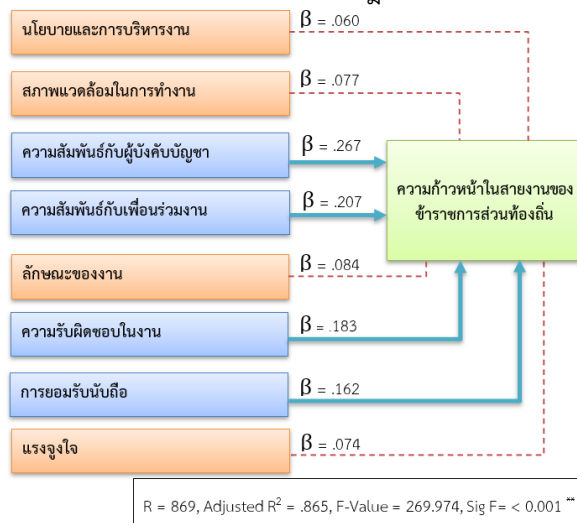 นโยบายและการบริหารงาน
β = .060
สภาพแวดล้อมในการทำงาน
β = .077
ความสัมพันธ์กับผู้บังคับบัญชา
β = .267
ความสัมพันธ์กับเพื่อนร่วมงาน
β = .207
ความก้าวหน้าในสายงานของ
ข้าราชการส่วนท้องถิ่น
ลักษณะของงาน
β = .084
ความรับผิดชอบในงาน
β = .183
การยอมรับนับถือ
β = .162
แรงจูงใจ
β = .074
R = 869, Adjusted R² = .865, F-Value = 269.974, Sig F= < 0.001 **